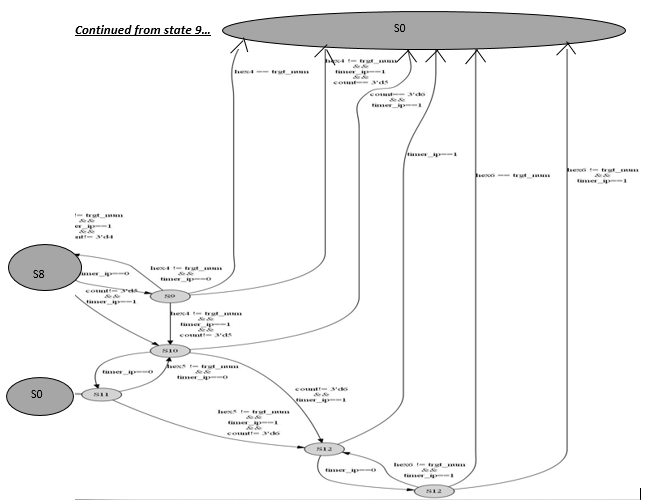 Continued from state 9...
S0
hex4 == trgt_num
hex4 != trgt_num
&&
timer_ip==1
&&
count== 3'd5
count== 3'd6
&&
timer_ip==1
timer_ip==1
hex6 == trgt_num
hex6 != trgt_num
&&
timer_ip==1
!= trgt_num
&&
er_ip==1
&&
nt!= 3'd4
S8
timer_ip==0
hex4 != trgt_num
&&
timer_ip==0
S9
count!= 3'd5
&&
timer_ip==1
hex4 != trgt_num
&&
timer_ip==1
&&
count!= 3'd5
S10
timer_ip==0
hex5 != trgt_num
&&
timer_ip==0
S0
S11
count!= 3'd6
&&
timer_ip==1
hex5 != trgt_num
&&
timer_ip==1
&&
count!= 3'd6
S12
timer_ip==0
hex6 != trgt_num
&&
timer_ip==1
S12